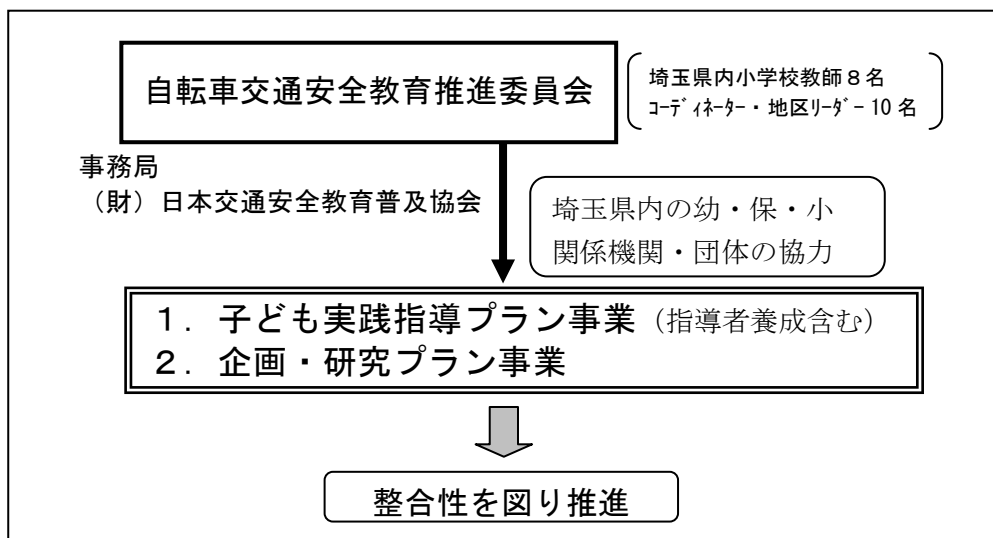 自転車交通安全教育推進委員会
埼玉県内小学校教師８名
ｺｰﾃﾞｨﾈｰﾀｰ・地区ﾘｰﾀﾞｰ10名
事務局
（財）日本交通安全教育普及協会
埼玉県内の幼・保・小
関係機関・団体の協力
１．子ども実践指導プラン事業（指導者養成含む）
２．企画・研究プラン事業
整合性を図り推進